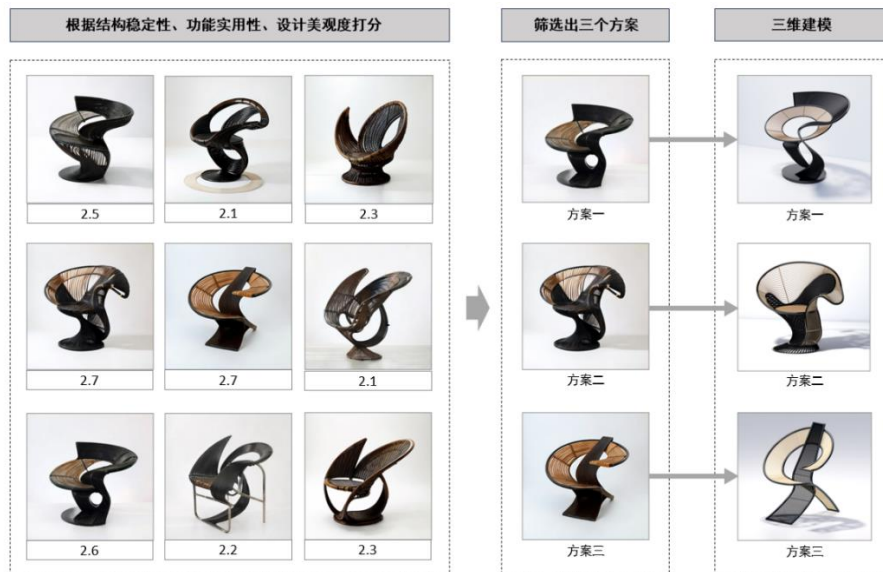 根据结构稳定性、功能实用性、设计美观度打分
筛选出三个方案
三维建模
2.5
2.1
2.3
方案一
方案一
2.7
2.7
2.1
方案二
方案二
2.6
2.2
2.3
方案三
方案三